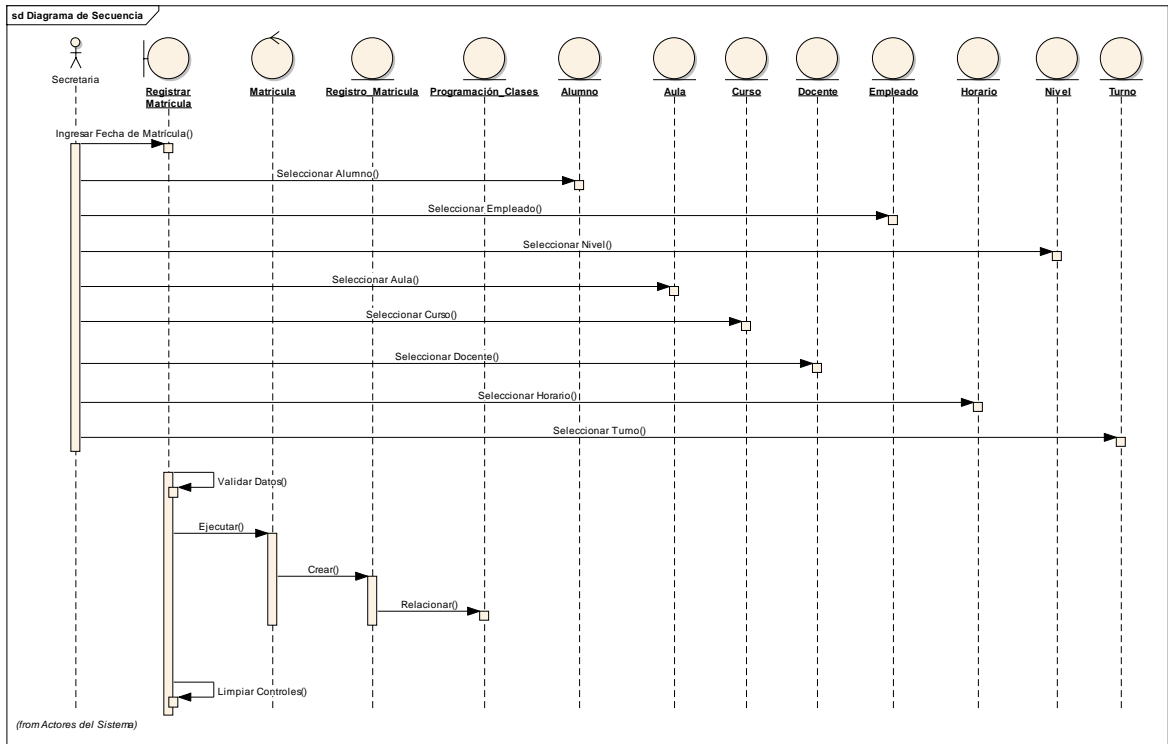 sd Diagrama de Secuencia
Secretaria
Registrar
Matrícula
Matricula
Registro_Matricula
Programación_Clases
Alumno
Aula
Curso
Docente
Empleado
Horario
Nivel
Turno
Ingresar Fecha de Matrícula()
Seleccionar Alumno()
Seleccionar Empleado()
Seleccionar Nivel()
Seleccionar Aula()
Seleccionar Curso()
Seleccionar Docente()
Seleccionar Horario()
Seleccionar Turno()
Validar Datos()
Ejecutar()
Crear()
Relacionar()
Limpiar Controles()
(from Actores del Sistema)